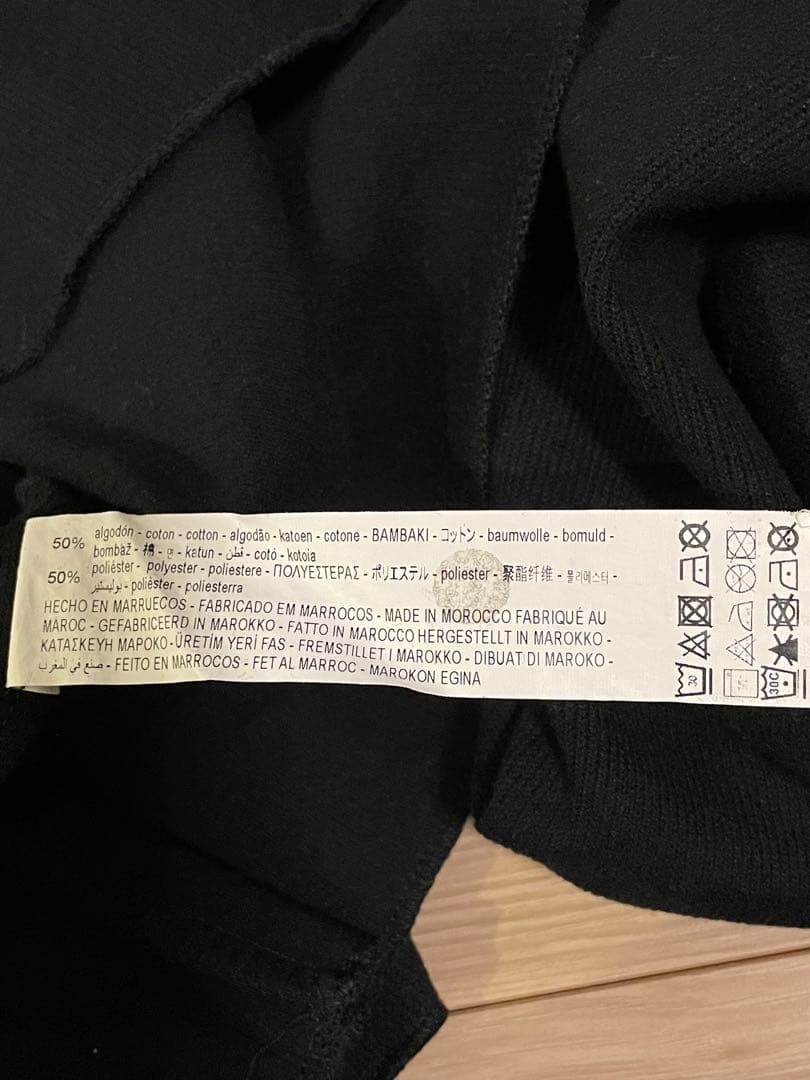 50% algodón - coton - cotton - algodão - katoen - cotone - BAMBAKI - コットン - baumwolle - bomuld -
bombaž - 棉 - 면 - katun - قطن - cotó - kotoia
50% poliéster - polyester - poliestere - ΠΟΛΥΕΣΤΕΡΑΣ - ポリエステル - poliester - 聚酯纤维 - 폴리에스터 -
بوليستير - polièster - poliesterra
HECHO EN MARRUECOS - FABRICADO EM MARROCOS - MADE IN MOROCCO FABRIQUÉ AU
MAROC - GEFABRICEERD IN MAROKKO - FATTO IN MAROCCO HERGESTELLT IN MAROKKO -
ΚΑΤΑΣΚΕΥΗ ΜΑΡΟΚΟ - ÜRETİM YERİ FAS - FREMSTILLET I MAROKKO - DIBUAT DI MAROKO -
صنع في المغرب - FEITO EN MARROCOS - FET AL MARROC - MAROKON EGINA
30 30C